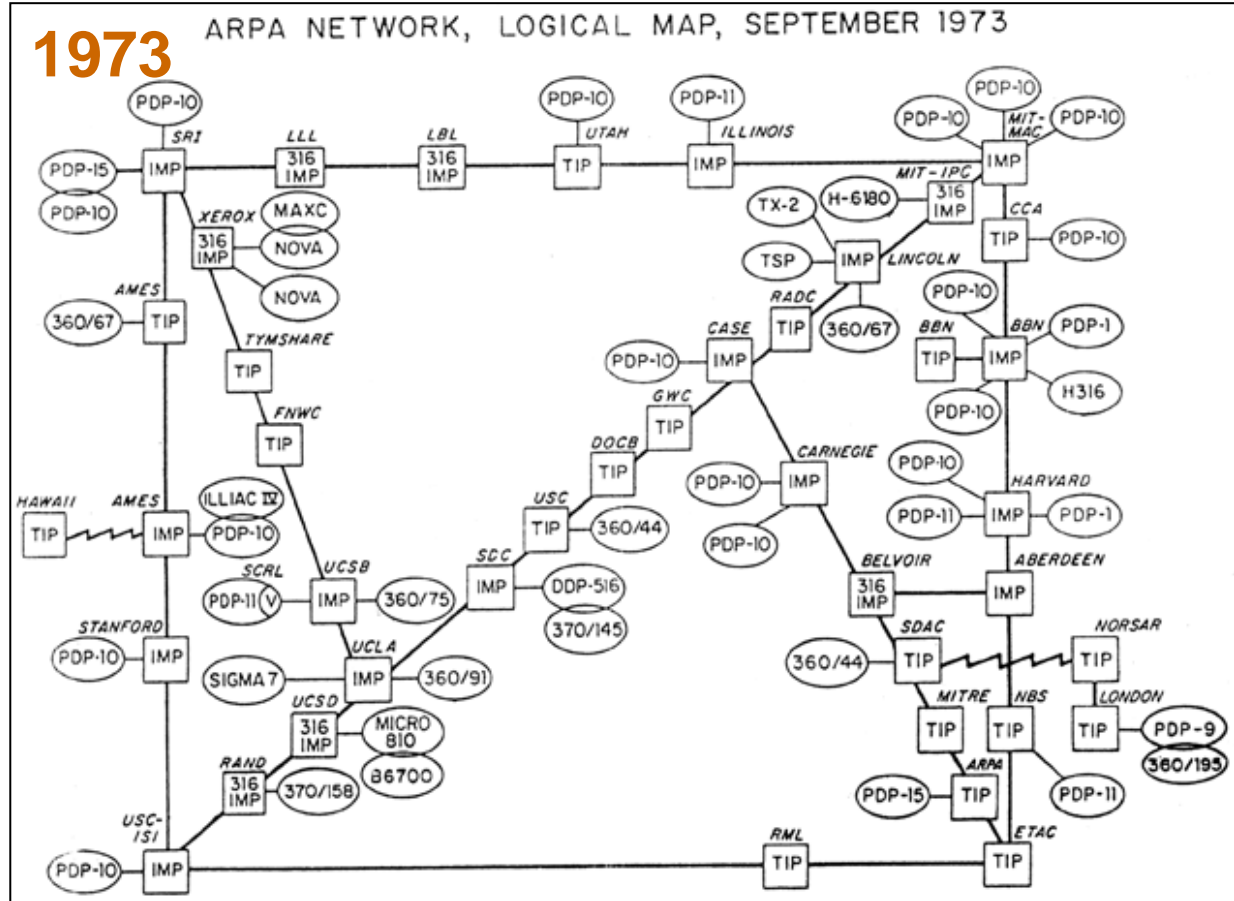 ARPA NETWORK, LOGICAL MAP, SEPTEMBER 1973
1973
PDP-10
SRI
IMP
PDP-15
PDP-10
LLL
316
IMP
LBL
316
IMP
PDP-10
UTAH
TIP
PDP-11
ILLINOIS
IMP
PDP-10
PDP-10
MIT-
MAC
PDP-10
IMP
MIT-IPC
H-6180
316
IMP
CCA
TIP
PDP-10
XEROX
316
IMP
MAXC
NOVA
NOVA
TX-2
TSP
IMP
LINCOLN
360/67
AMES
360/67
TIP
RADC
TIP
PDP-10
BBN
TIP
BBN
IMP
PDP-1
H316
PDP-10
TYMSHARE
TIP
CASE
PDP-10
IMP
FNWC
TIP
GWC
TIP
DOCB
TIP
CARNEGIE
PDP-10
IMP
PDP-10
PDP-10
HARVARD
PDP-11
IMP
PDP-1
HAWAII
TIP
AMES
IMP
ILLIAC IV
PDP-10
USC
TIP
360/44
SDC
IMP
DDP-516
370/145
SCRL
PDP-11
V
UCSB
IMP
360/75
BELVOIR
316
IMP
ABERDEEN
IMP
STANFORD
PDP-10
IMP
UCLA
SIGMA 7
IMP
360/91
SDAC
360/44
TIP
NORSAR
TIP
UCSD
316
IMP
MICRO
810
B6700
MITRE
TIP
NBS
TIP
LONDON
TIP
PDP-9
360/195
RAND
316
IMP
370/158
ARPA
PDP-15
TIP
PDP-11
USC-
ISI
PDP-10
IMP
RML
TIP
ETAC
TIP